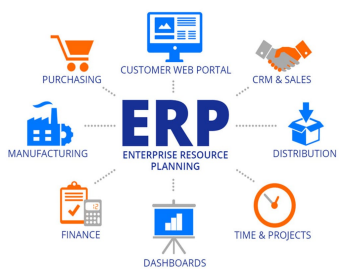 CUSTOMER WEB PORTAL
PURCHASING
CRM & SALES
ERP
ENTERPRISE RESOURCE
PLANNING
MANUFACTURING
DISTRIBUTION
FINANCE
TIME & PROJECTS
DASHBOARDS